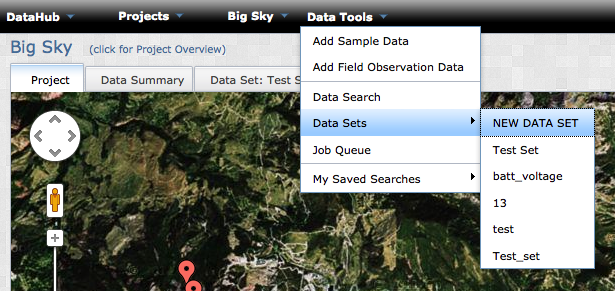 DataHub Projects Big Sky Data Tools
Big Sky (click for Project Overview)
Project Data Summary Data Set: Test S
Add Sample Data
Add Field Observation Data
Data Search
Data Sets
Job Queue
My Saved Searches
NEW DATA SET
Test Set
batt_voltage
13
test
Test_set